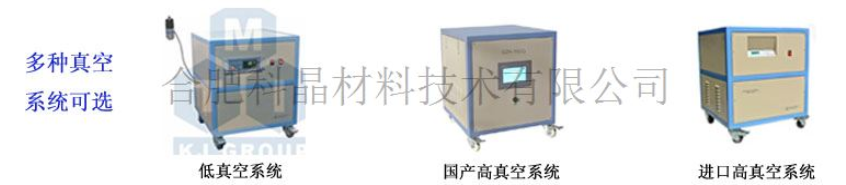 多种真空
系统可选
合肥科晶材料技术有限公司
KJ GROUP
低真空系统
国产高真空系统
进口高真空系统